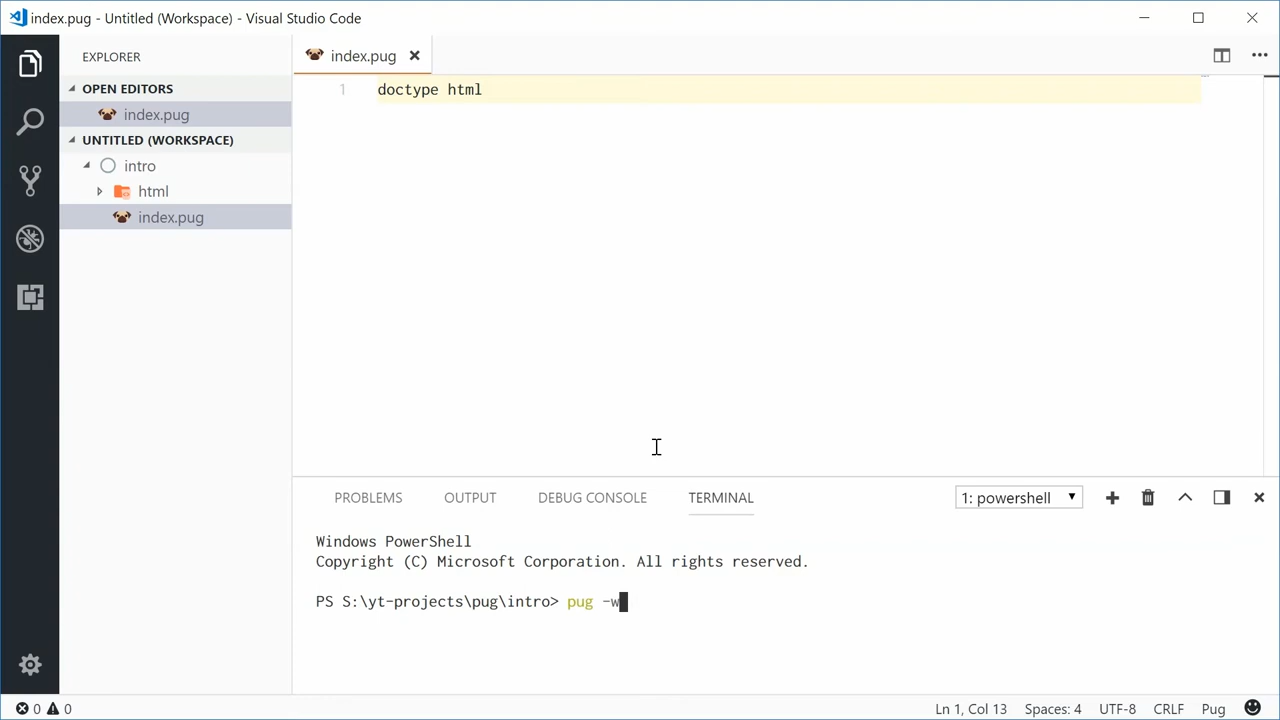 index.pug - Untitled (Workspace) - Visual Studio Code
EXPLORER
OPEN EDITORS
index.pug
UNTITLED (WORKSPACE)
intro
html
index.pug
index.pug
1 doctype html
PROBLEMS OUTPUT DEBUG CONSOLE TERMINAL 1: powershell
Windows PowerShell
Copyright (C) Microsoft Corporation. All rights reserved.
PS S:\yt-projects\pug\intro> pug -w
0 0 Ln 1, Col 13 Spaces: 4 UTF-8 CRLF Pug